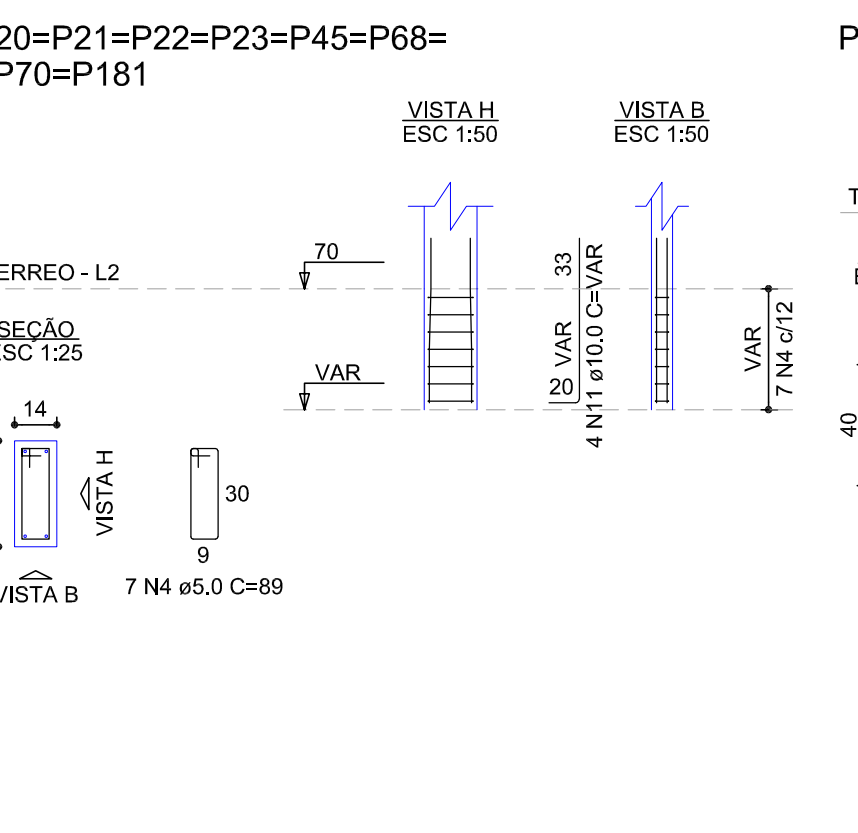 20=P21=P22=P23=P45=P68=
P70=P181
P
VISTA H
ESC 1:50
VISTA B
ESC 1:50
T
70
ERREO - L2
E
33
VAR
20
4 N11 ø10.0 C=VAR
VAR
7 N4 c/12
SEÇÃO
ESC 1:25
VAR
14
40
VISTA H
30
9
VISTA B
7 N4 ø5.0 C=89